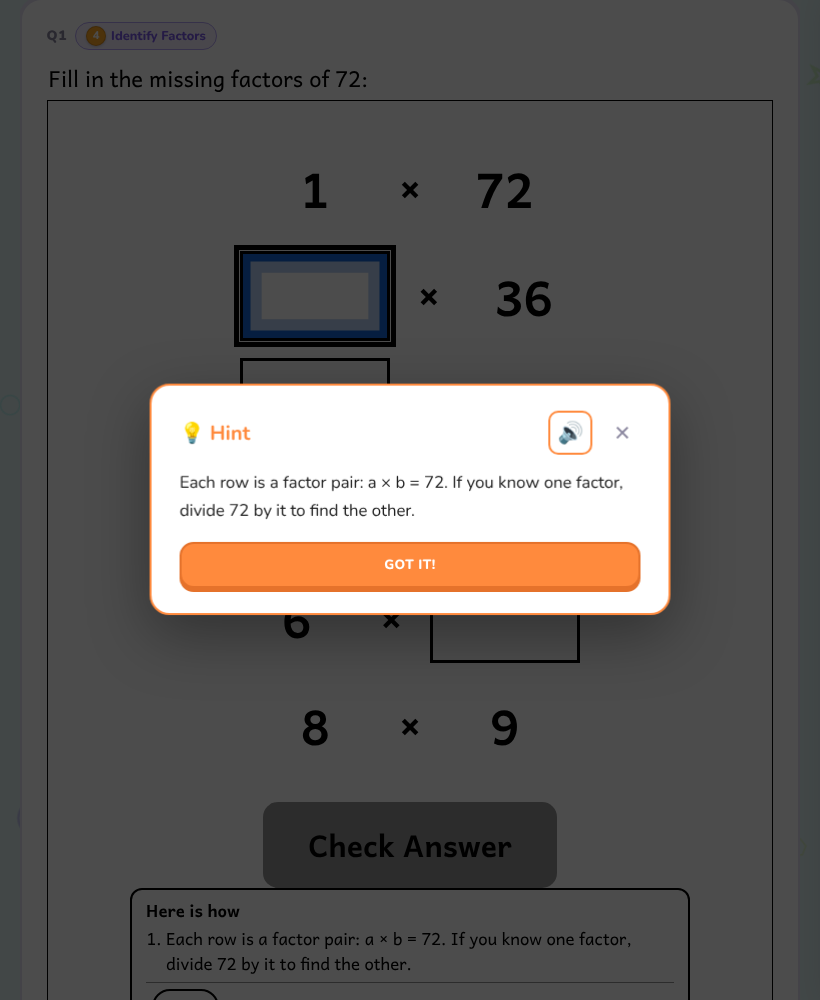 Q1 4 Identify Factors
Fill in the missing factors of 72:
1 × 72
× 36
💡 Hint 🔊 ×
Each row is a factor pair: a × b = 72. If you know one factor,
divide 72 by it to find the other.
GOT IT!
6 ×
8 × 9
Check Answer
Here is how
1. Each row is a factor pair: a × b = 72. If you know one factor,
divide 72 by it to find the other.